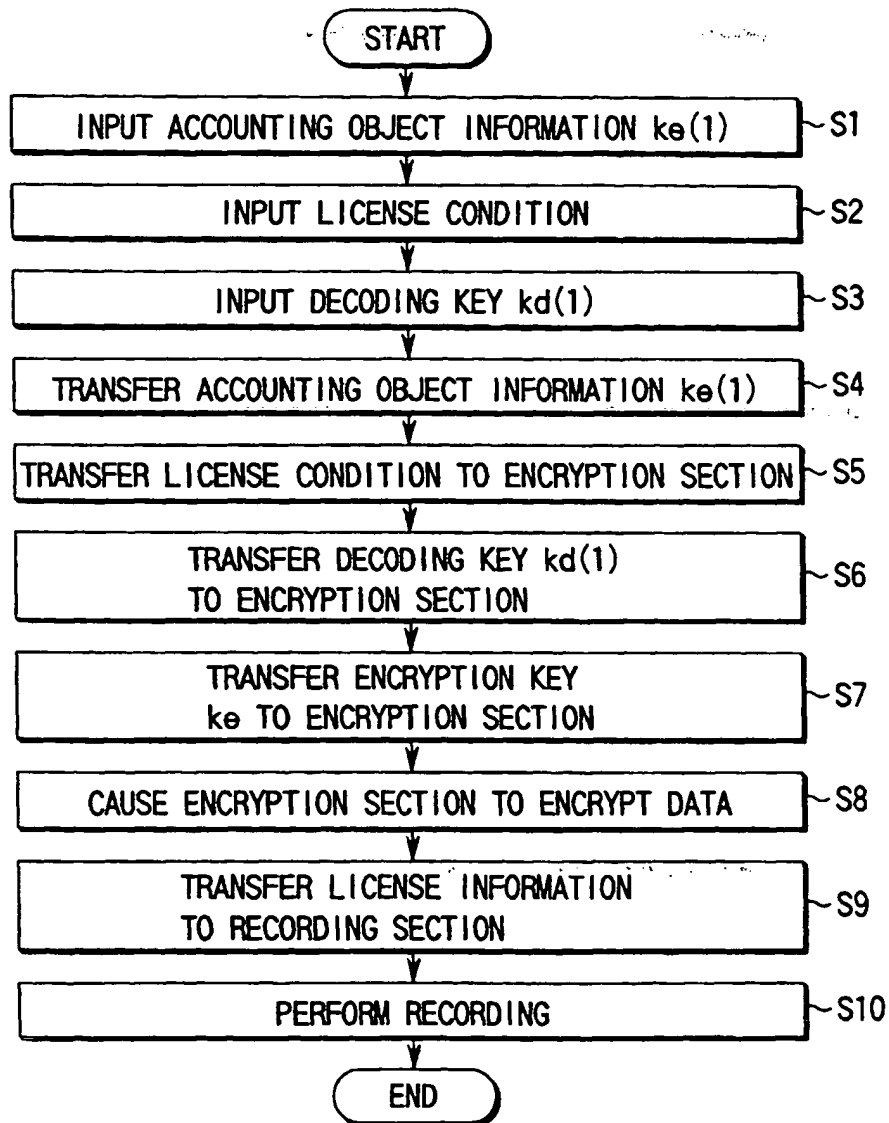 START
INPUT ACCOUNTING OBJECT INFORMATION ke(1) ~S1
INPUT LICENSE CONDITION ~S2
INPUT DECODING KEY kd(1) ~S3
TRANSFER ACCOUNTING OBJECT INFORMATION ke(1) ~S4
TRANSFER LICENSE CONDITION TO ENCRYPTION SECTION ~S5
TRANSFER DECODING KEY kd(1)
TO ENCRYPTION SECTION ~S6
TRANSFER ENCRYPTION KEY
ke TO ENCRYPTION SECTION ~S7
CAUSE ENCRYPTION SECTION TO ENCRYPT DATA ~S8
TRANSFER LICENSE INFORMATION
TO RECORDING SECTION ~S9
PERFORM RECORDING ~S10
END